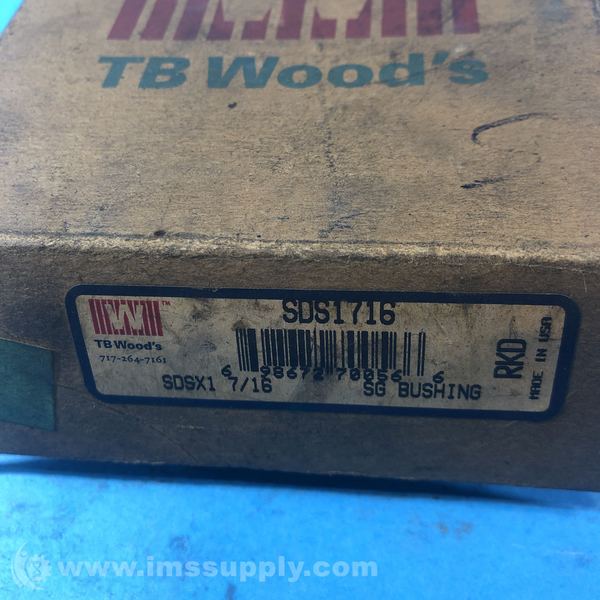 TB Wood's
SDS1716
W™
TB Wood's
717-264-7161
6 98672 70056 6
SDSX1 7/16 SG BUSHING
RKD
MADE IN USA
www.imssupply.com